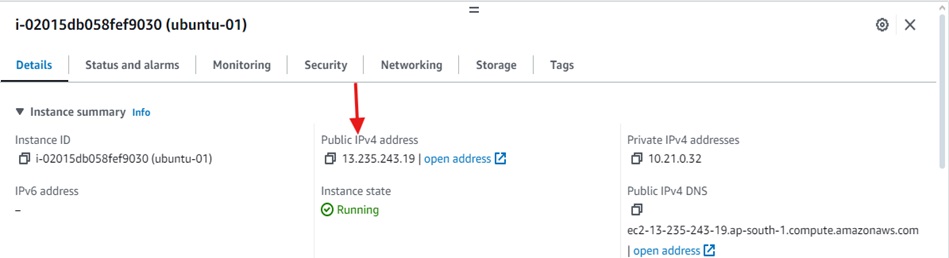 i-02015db058fef9030 (ubuntu-01)
Details Status and alarms Monitoring Security Networking Storage Tags
Instance summary Info
Instance ID
i-02015db058fef9030 (ubuntu-01)
Public IPv4 address
13.235.243.19 | open address
Private IPv4 addresses
10.21.0.32
IPv6 address
–
Instance state
Running
Public IPv4 DNS
ec2-13-235-243-19.ap-south-1.compute.amazonaws.com
| open address